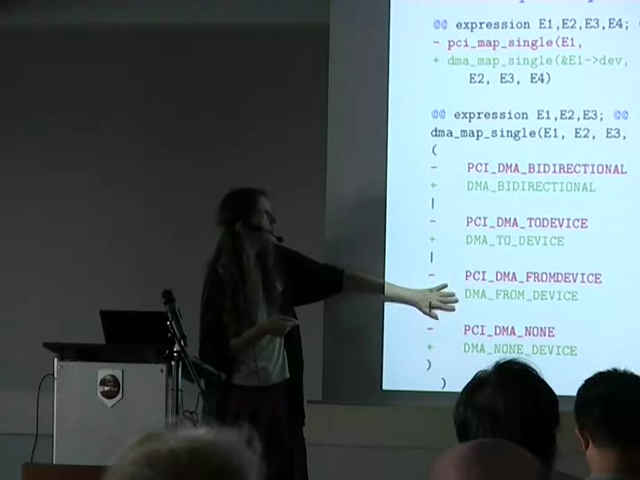 @@ expression E1,E2,E3,E4;
- pci_map_single(E1,
+ dma_map_single(&E1->dev,
E2, E3, E4)
@@ expression E1,E2,E3; @@
dma_map_single(E1, E2, E3,
(
- PCI_DMA_BIDIRECTIONAL
+ DMA_BIDIRECTIONAL
|
- PCI_DMA_TODEVICE
+ DMA_TO_DEVICE
|
- PCI_DMA_FROMDEVICE
+ DMA_FROM_DEVICE
- PCI_DMA_NONE
+ DMA_NONE_DEVICE
)
)